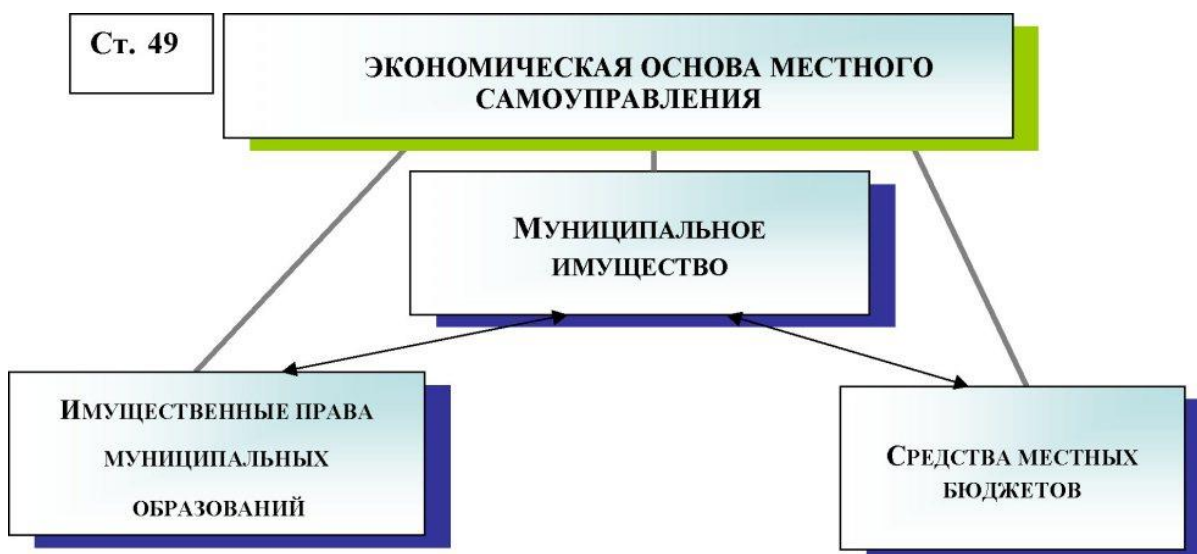 Ст. 49
ЭКОНОМИЧЕСКАЯ ОСНОВА МЕСТНОГО
САМОУПРАВЛЕНИЯ
МУНИЦИПАЛЬНОЕ
ИМУЩЕСТВО
ИМУЩЕСТВЕННЫЕ ПРАВА
МУНИЦИПАЛЬНЫХ
ОБРАЗОВАНИЙ
СРЕДСТВА МЕСТНЫХ
БЮДЖЕТОВ